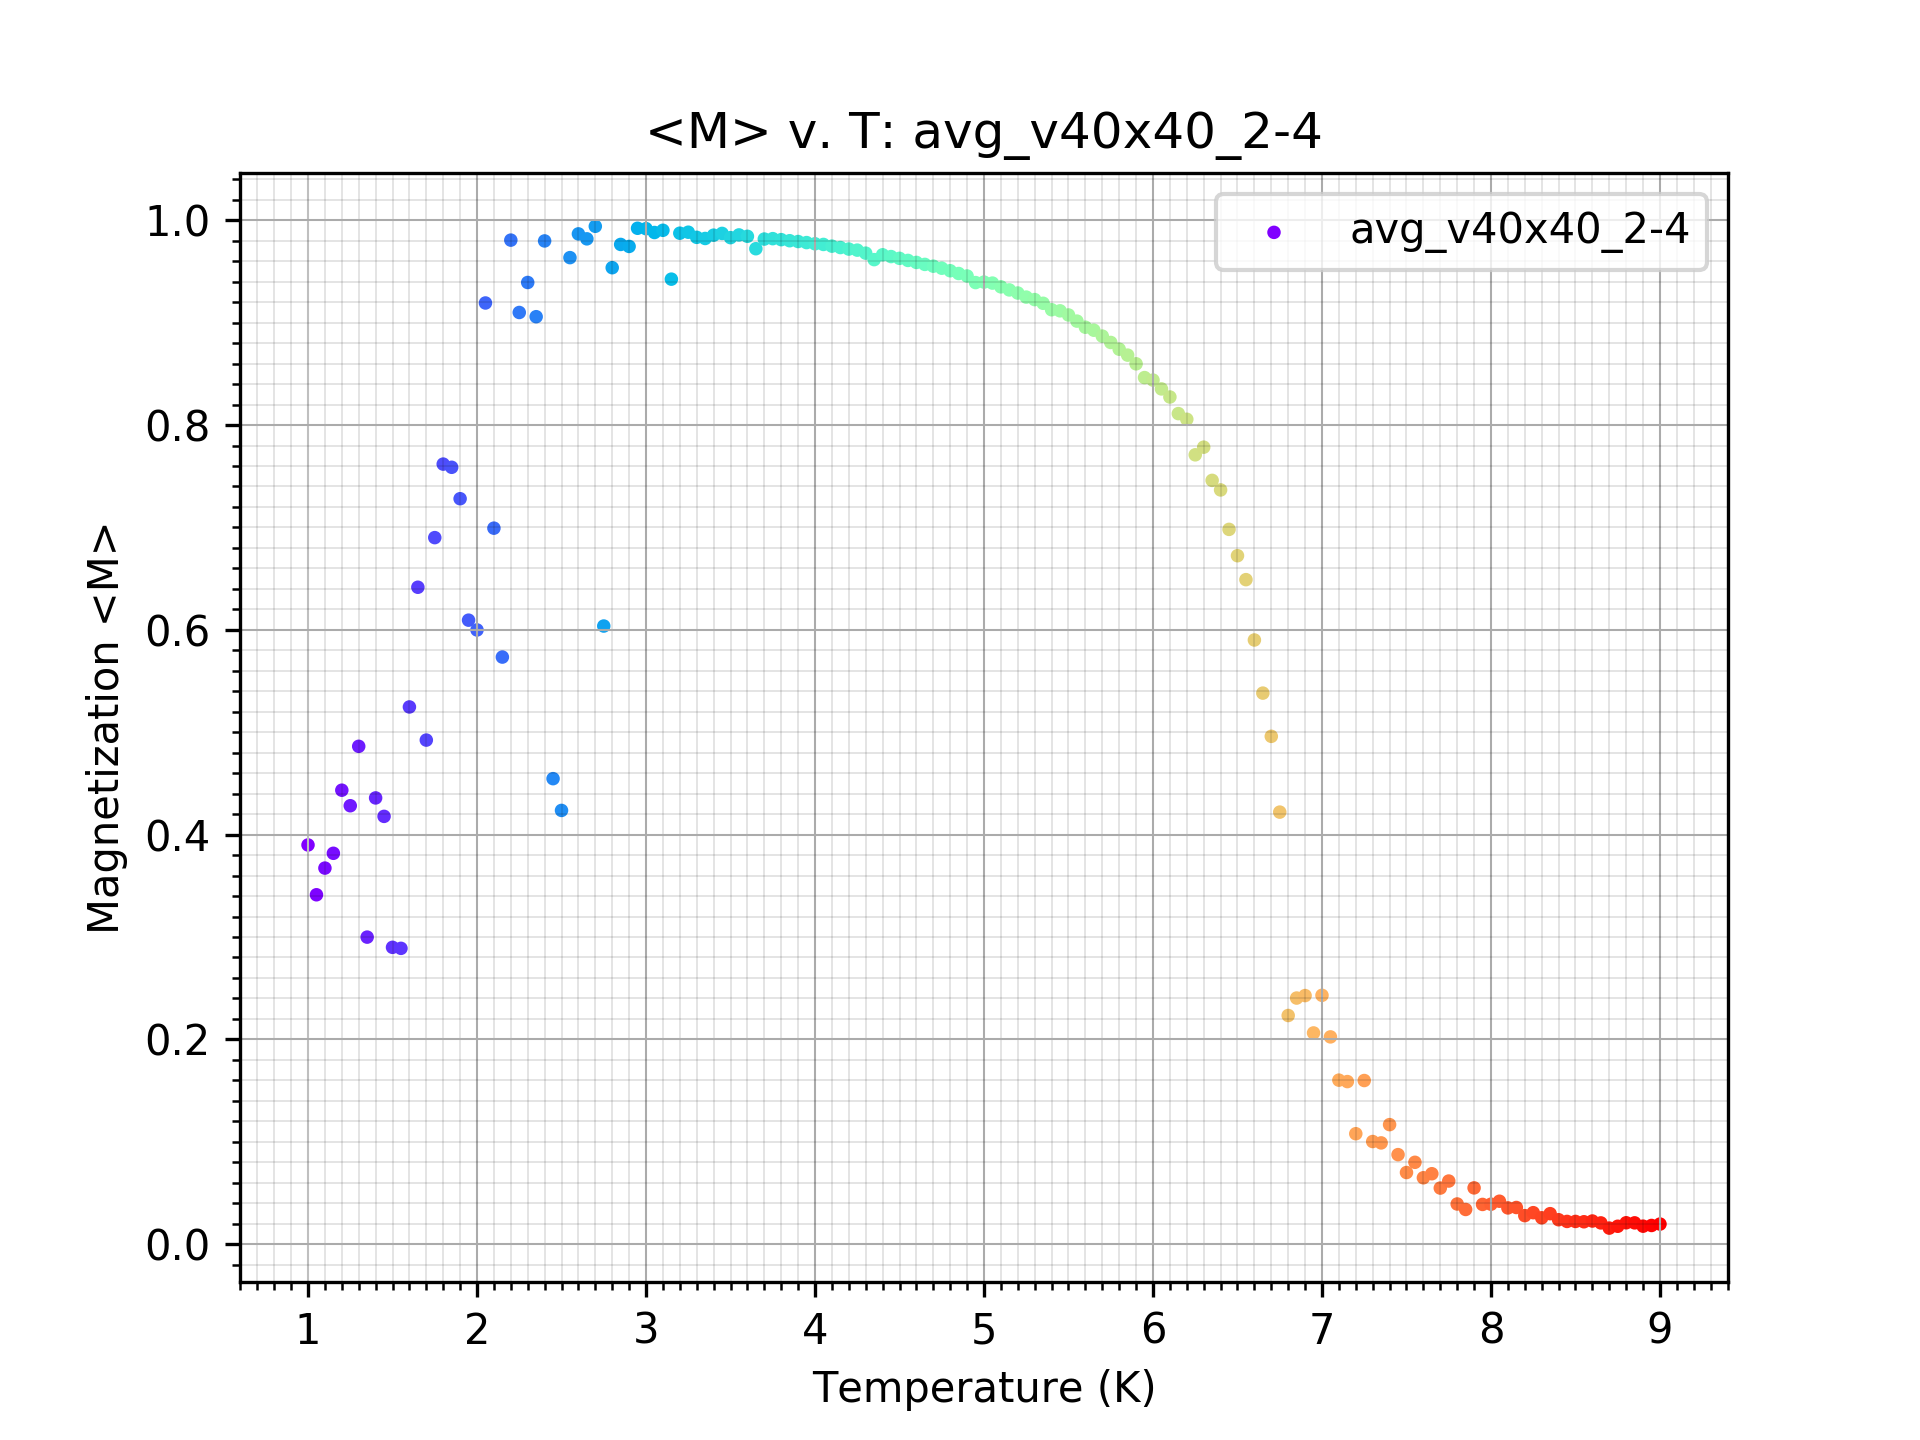 <M> v. T: avg_v40x40_2-4
avg_v40x40_2-4
1.0
0.8
0.6
0.4
0.2
0.0
Magnetization <M>
1 2 3 4 5 6 7 8 9
Temperature (K)